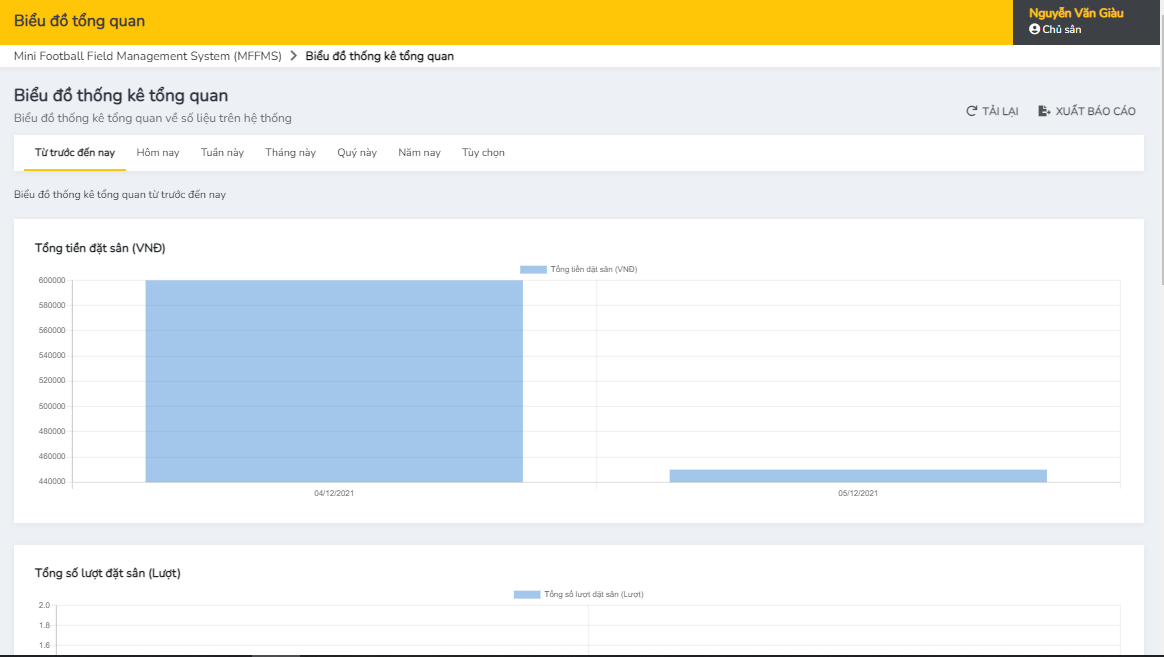 Biểu đồ tổng quan
Nguyễn Văn Giàu
Chủ sân
Mini Football Field Management System (MFFMS) Biểu đồ thống kê tổng quan
Biểu đồ thống kê tổng quan
Biểu đồ thống kê tổng quan về số liệu trên hệ thống
TẢI LẠI XUẤT BÁO CÁO
Từ trước đến nay Hôm nay Tuần này Tháng này Quý này Năm nay Tùy chọn
Biểu đồ thống kê tổng quan từ trước đến nay
Tổng tiền đặt sân (VNĐ)
Tổng tiền đặt sân (VNĐ)
600000
580000
560000
540000
520000
500000
480000
460000
440000
04/12/2021 05/12/2021
Tổng số lượt đặt sân (Lượt)
Tổng số lượt đặt sân (Lượt)
2.0
1.8
1.6